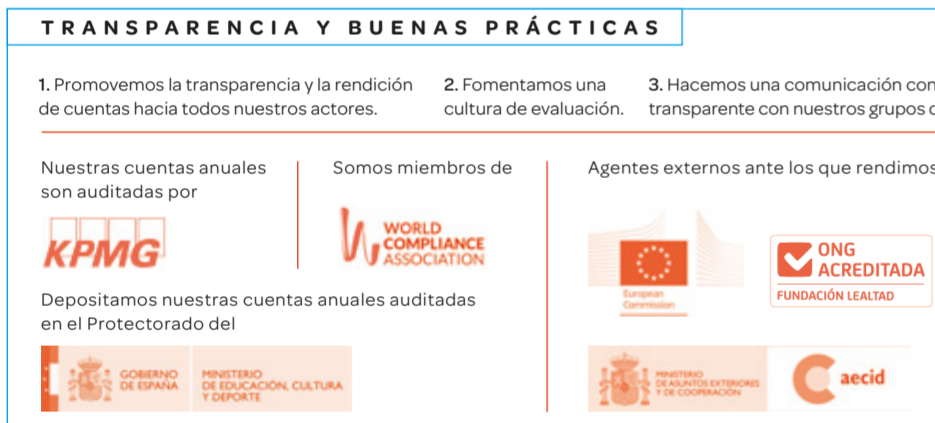 TRANSPARENCIA Y BUENAS PRÁCTICAS
1. Promovemos la transparencia y la rendición
de cuentas hacia todos nuestros actores.
2. Fomentamos una
cultura de evaluación.
3. Hacemos una comunicación con
transparente con nuestros grupos
Nuestras cuentas anuales
son auditadas por
KPMG
Somos miembros de
WORLD
COMPLIANCE
ASSOCIATION
Depositamos nuestras cuentas anuales auditadas
en el Protectorado del
GOBIERNO
DE ESPAÑA
MINISTERIO
DE EDUCACIÓN, CULTURA
Y DEPORTE
Agentes externos ante los que rendimos
European
Commission
ONG
ACREDITADA
FUNDACIÓN LEALTAD
MINISTERIO
DE ASUNTOS EXTERIORES
Y DE COOPERACIÓN
aecid